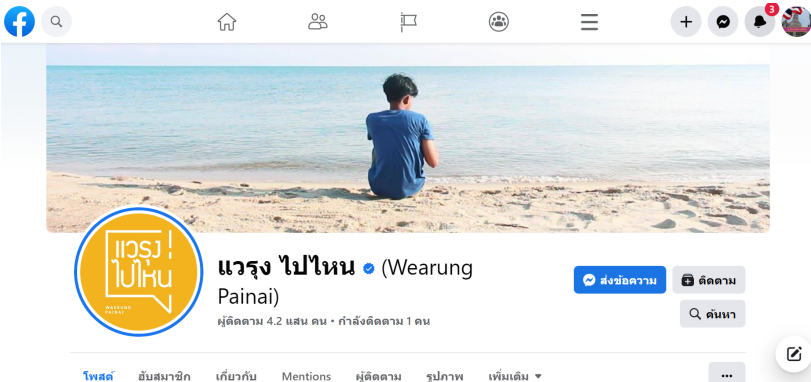 3
แวรุง !
ไปไหน
WEARUNG
PAINAI
แวรุง ไปไหน (Wearung
Painai)
ผู้ติดตาม 4.2 แสน คน • กำลังติดตาม 1 คน
ส่งข้อความ
ติดตาม
ค้นหา
โพสต์ ฮับสมาชิก เกี่ยวกับ Mentions ผู้ติดตาม รูปภาพ เพิ่มเติม